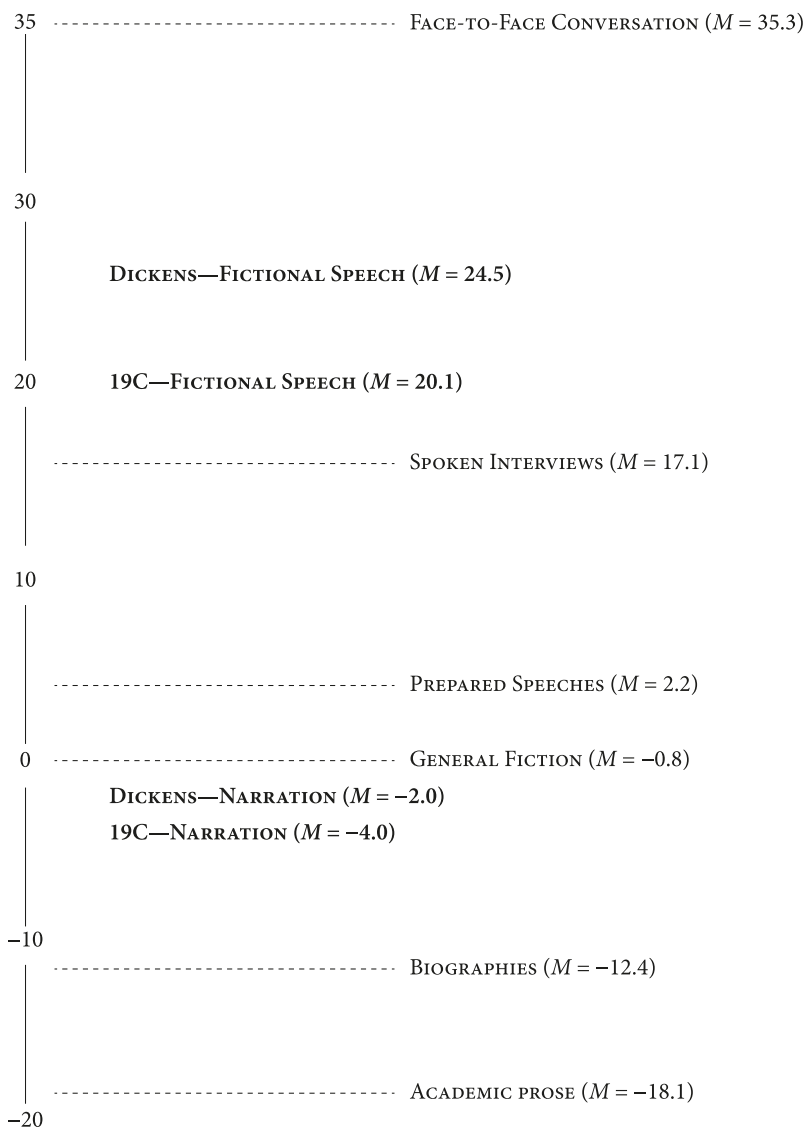 35 Face-to-Face Conversation (M = 35.3)
30
Dickens—Fictional Speech (M = 24.5)
20 19C—Fictional Speech (M = 20.1)
Spoken Interviews (M = 17.1)
10
Prepared Speeches (M = 2.2)
0 General Fiction (M = −0.8)
Dickens—Narration (M = −2.0)
19C—Narration (M = −4.0)
−10
Biographies (M = −12.4)
Academic prose (M = −18.1)
−20